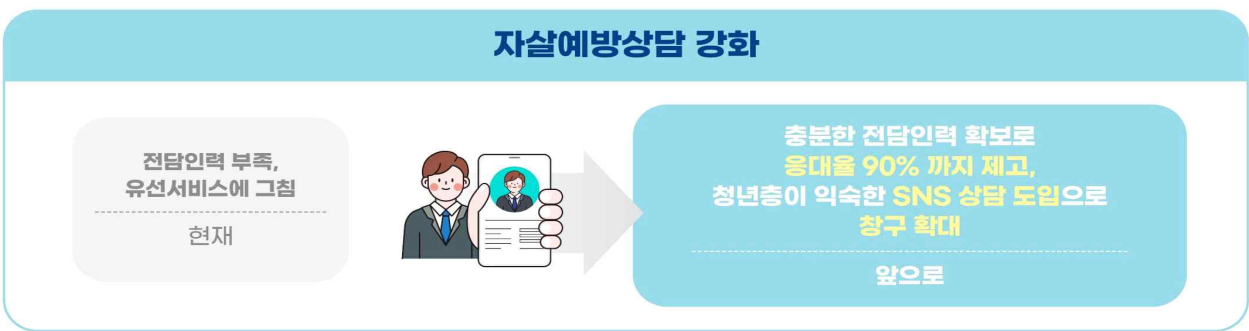 자살예방상담 강화
전담인력 부족,
유선서비스에 그침
현재
충분한 전담인력 확보로
응대율 90% 까지 제고,
청년층이 익숙한 SNS 상담 도입으로
창구 확대
앞으로